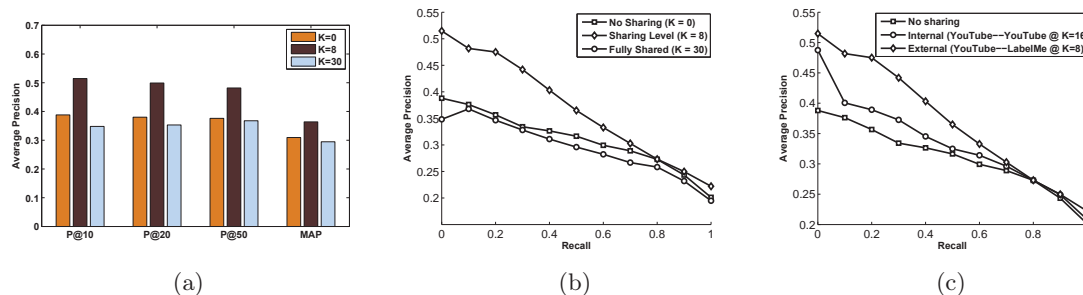 0.7
0.6
0.5
0.4
0.3
0.2
0.1
0
Average Precision
P@10 P@20 P@50 MAP
K=0
K=8
K=30
(a)
0.55
0.5
0.45
0.4
0.35
0.3
0.25
0.2
Average Precision
0 0.2 0.4 0.6 0.8 1
Recall
No Sharing (K = 0)
Sharing Level (K = 8)
Fully Shared (K = 30)
(b)
0.55
0.5
0.45
0.4
0.35
0.3
0.25
0.2
Average Precision
0 0.2 0.4 0.6 0.8
Recall
No sharing
Internal (YouTube−YouTube @ K=16
External (YouTube−LabelMe @ K=8)
(c)